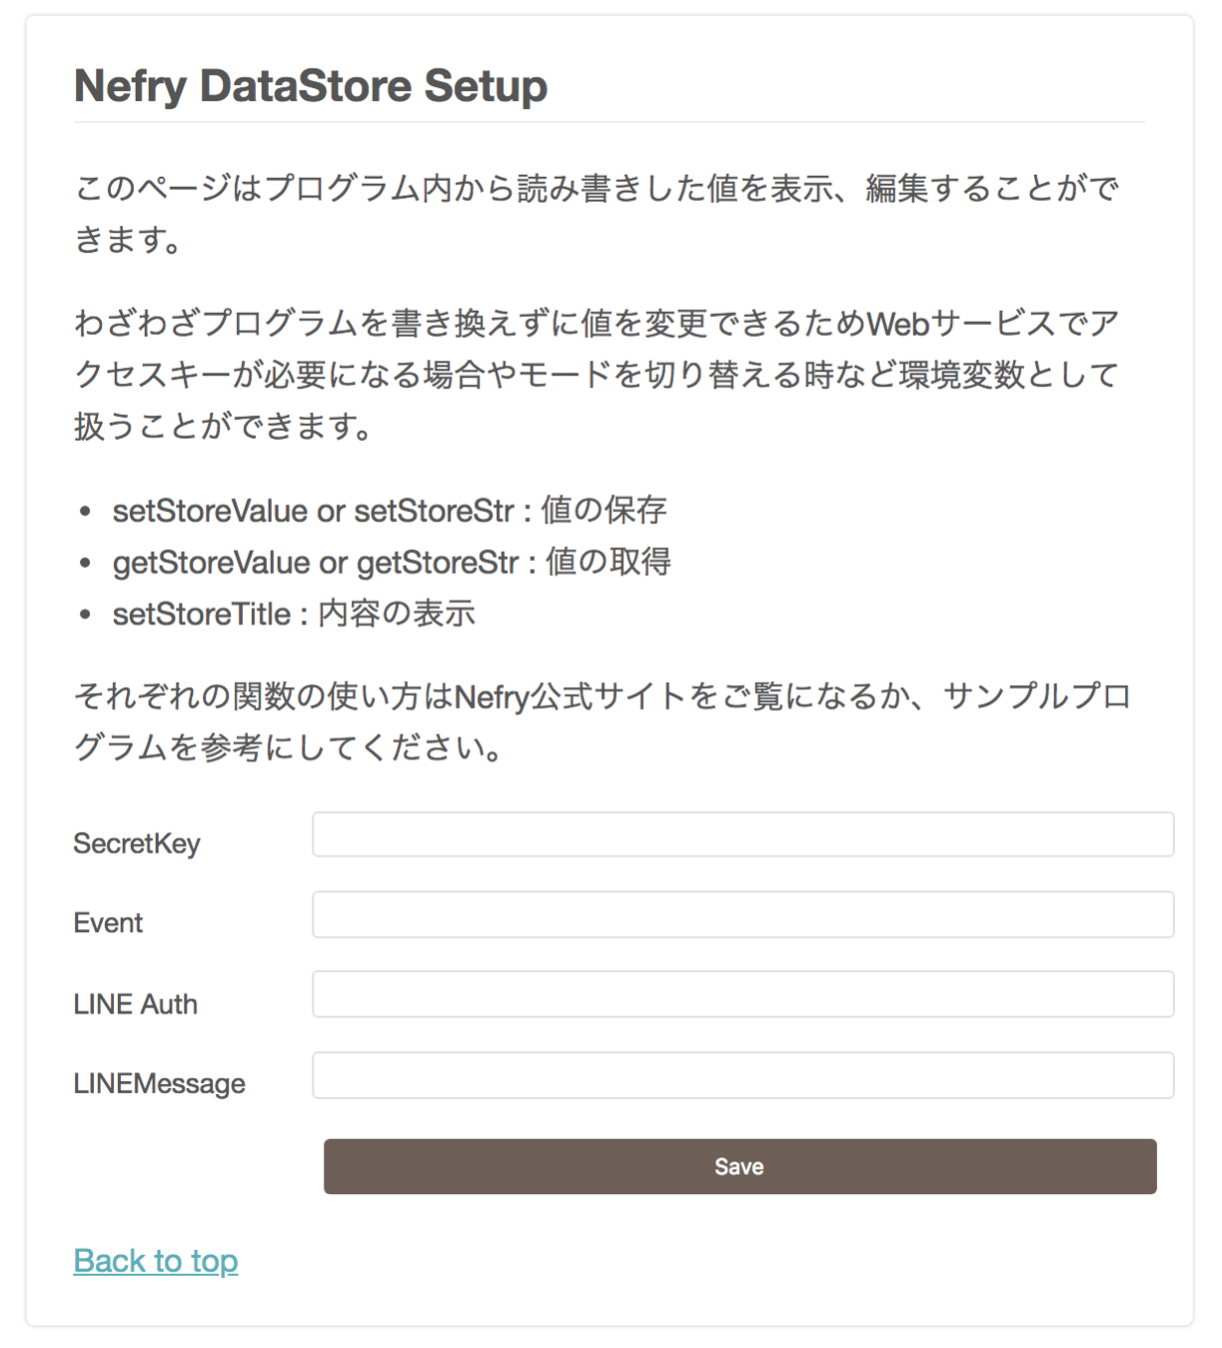 Nefry DataStore Setup
このページはプログラム内から読み書きした値を表示、編集することがで
きます。
わざわざプログラムを書き換えずに値を変更できるためWebサービスでア
クセスキーが必要になる場合やモードを切り替える時など環境変数として
扱うことができます。
• setStoreValue or setStoreStr : 値の保存
• getStoreValue or getStoreStr : 値の取得
• setStoreTitle : 内容の表示
それぞれの関数の使い方はNefry公式サイトをご覧になるか、サンプルプロ
グラムを参考にしてください。
SecretKey
Event
LINE Auth
LINEMessage
Save
Back to top